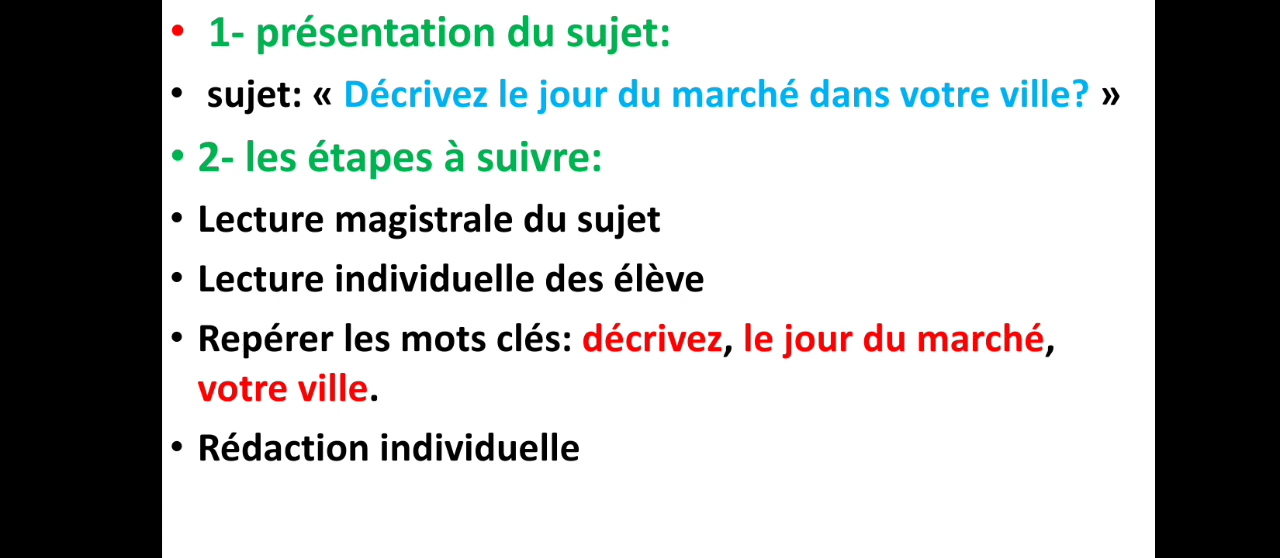 • 1- présentation du sujet:
• sujet: « Décrivez le jour du marché dans votre ville? »
• 2- les étapes à suivre:
• Lecture magistrale du sujet
• Lecture individuelle des élève
• Repérer les mots clés: décrivez, le jour du marché,
votre ville.
• Rédaction individuelle